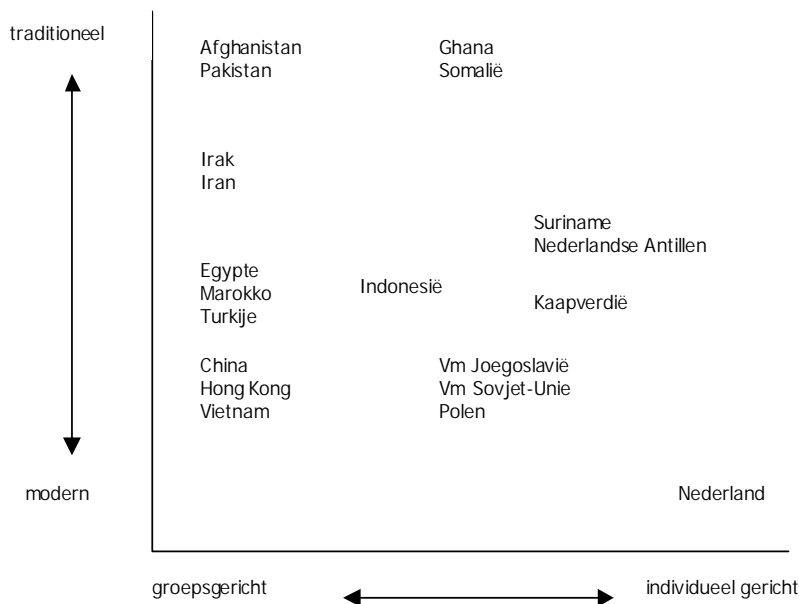 traditioneel
Afghanistan
Pakistan
Ghana
Somalië
Irak
Iran
Suriname
Nederlandse Antillen
Egypte
Marokko
Turkije
Indonesië
Kaapverdië
China
Hong Kong
Vietnam
Vm Joegoslavië
Vm Sovjet-Unie
Polen
modern
Nederland
groepsgericht
individueel gericht